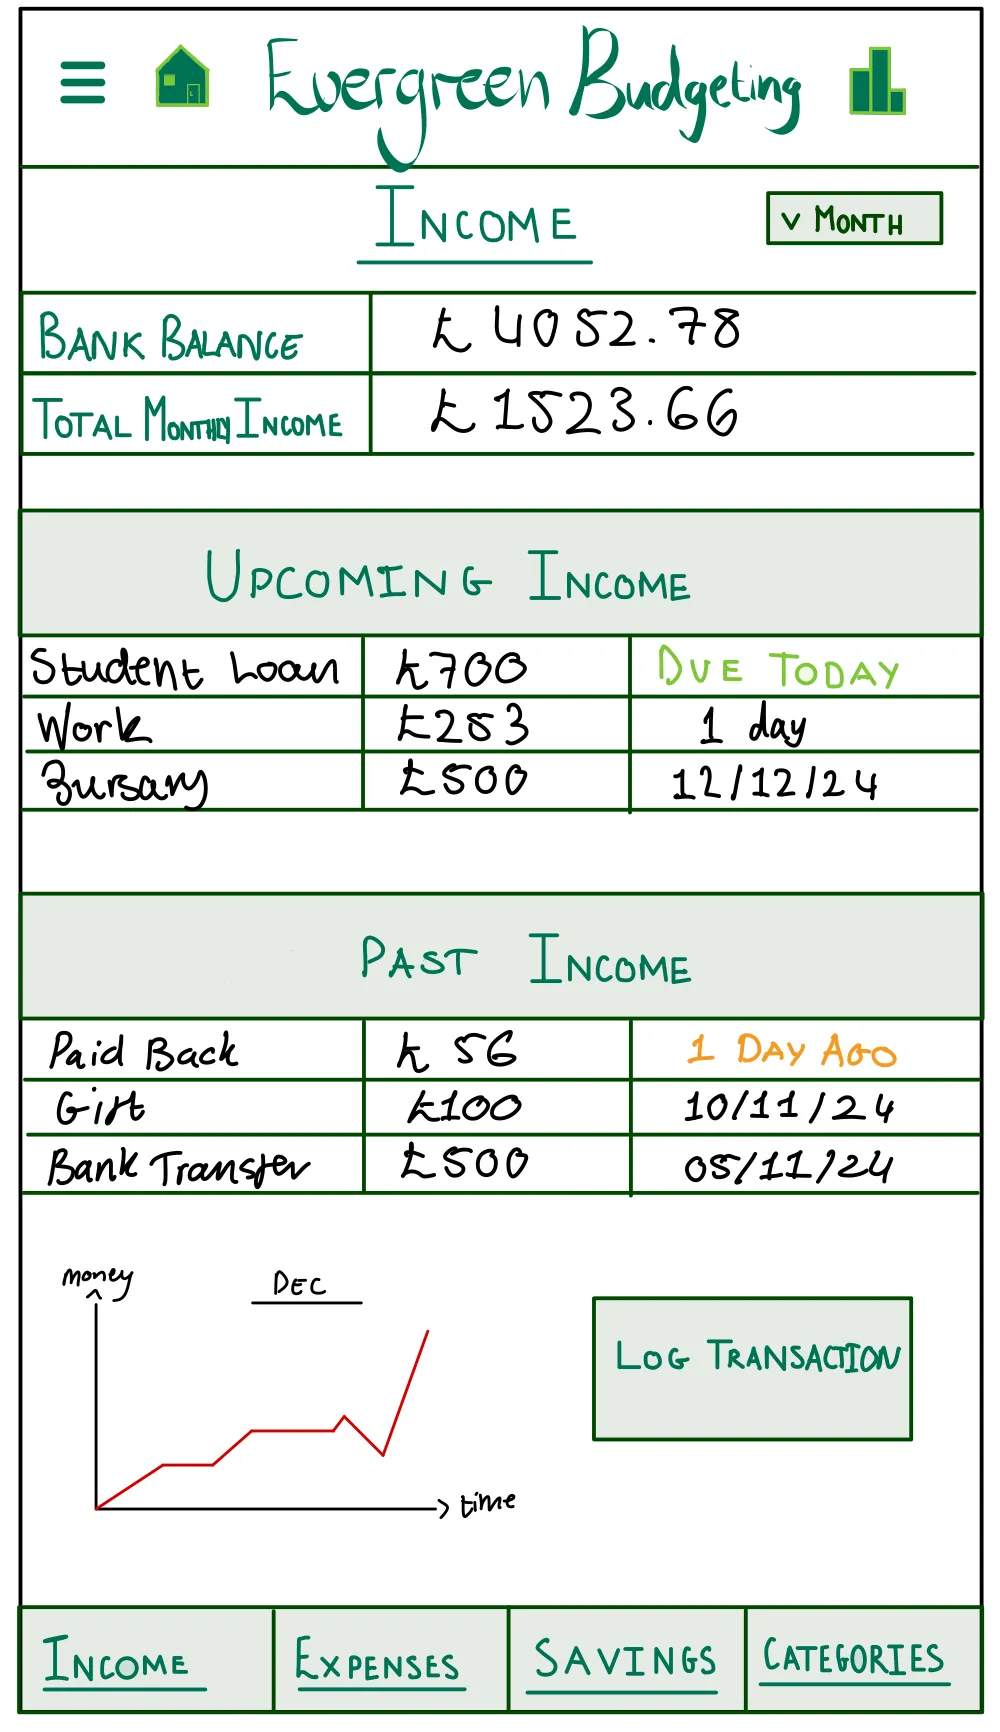 Evergreen Budgeting
INCOME
v MONTH
BANK BALANCE £4052.78
TOTAL MONTHLY INCOME £1523.66
UPCOMING INCOME
Student Loan £700 DUE TODAY
Work £253 1 day
Bursary £500 12/12/24
PAST INCOME
Paid Back £56 1 DAY AGO
Gift £100 10/11/24
Bank Transfer £500 05/11/24
money
DEC
LOG TRANSACTION
time
INCOME EXPENSES SAVINGS CATEGORIES